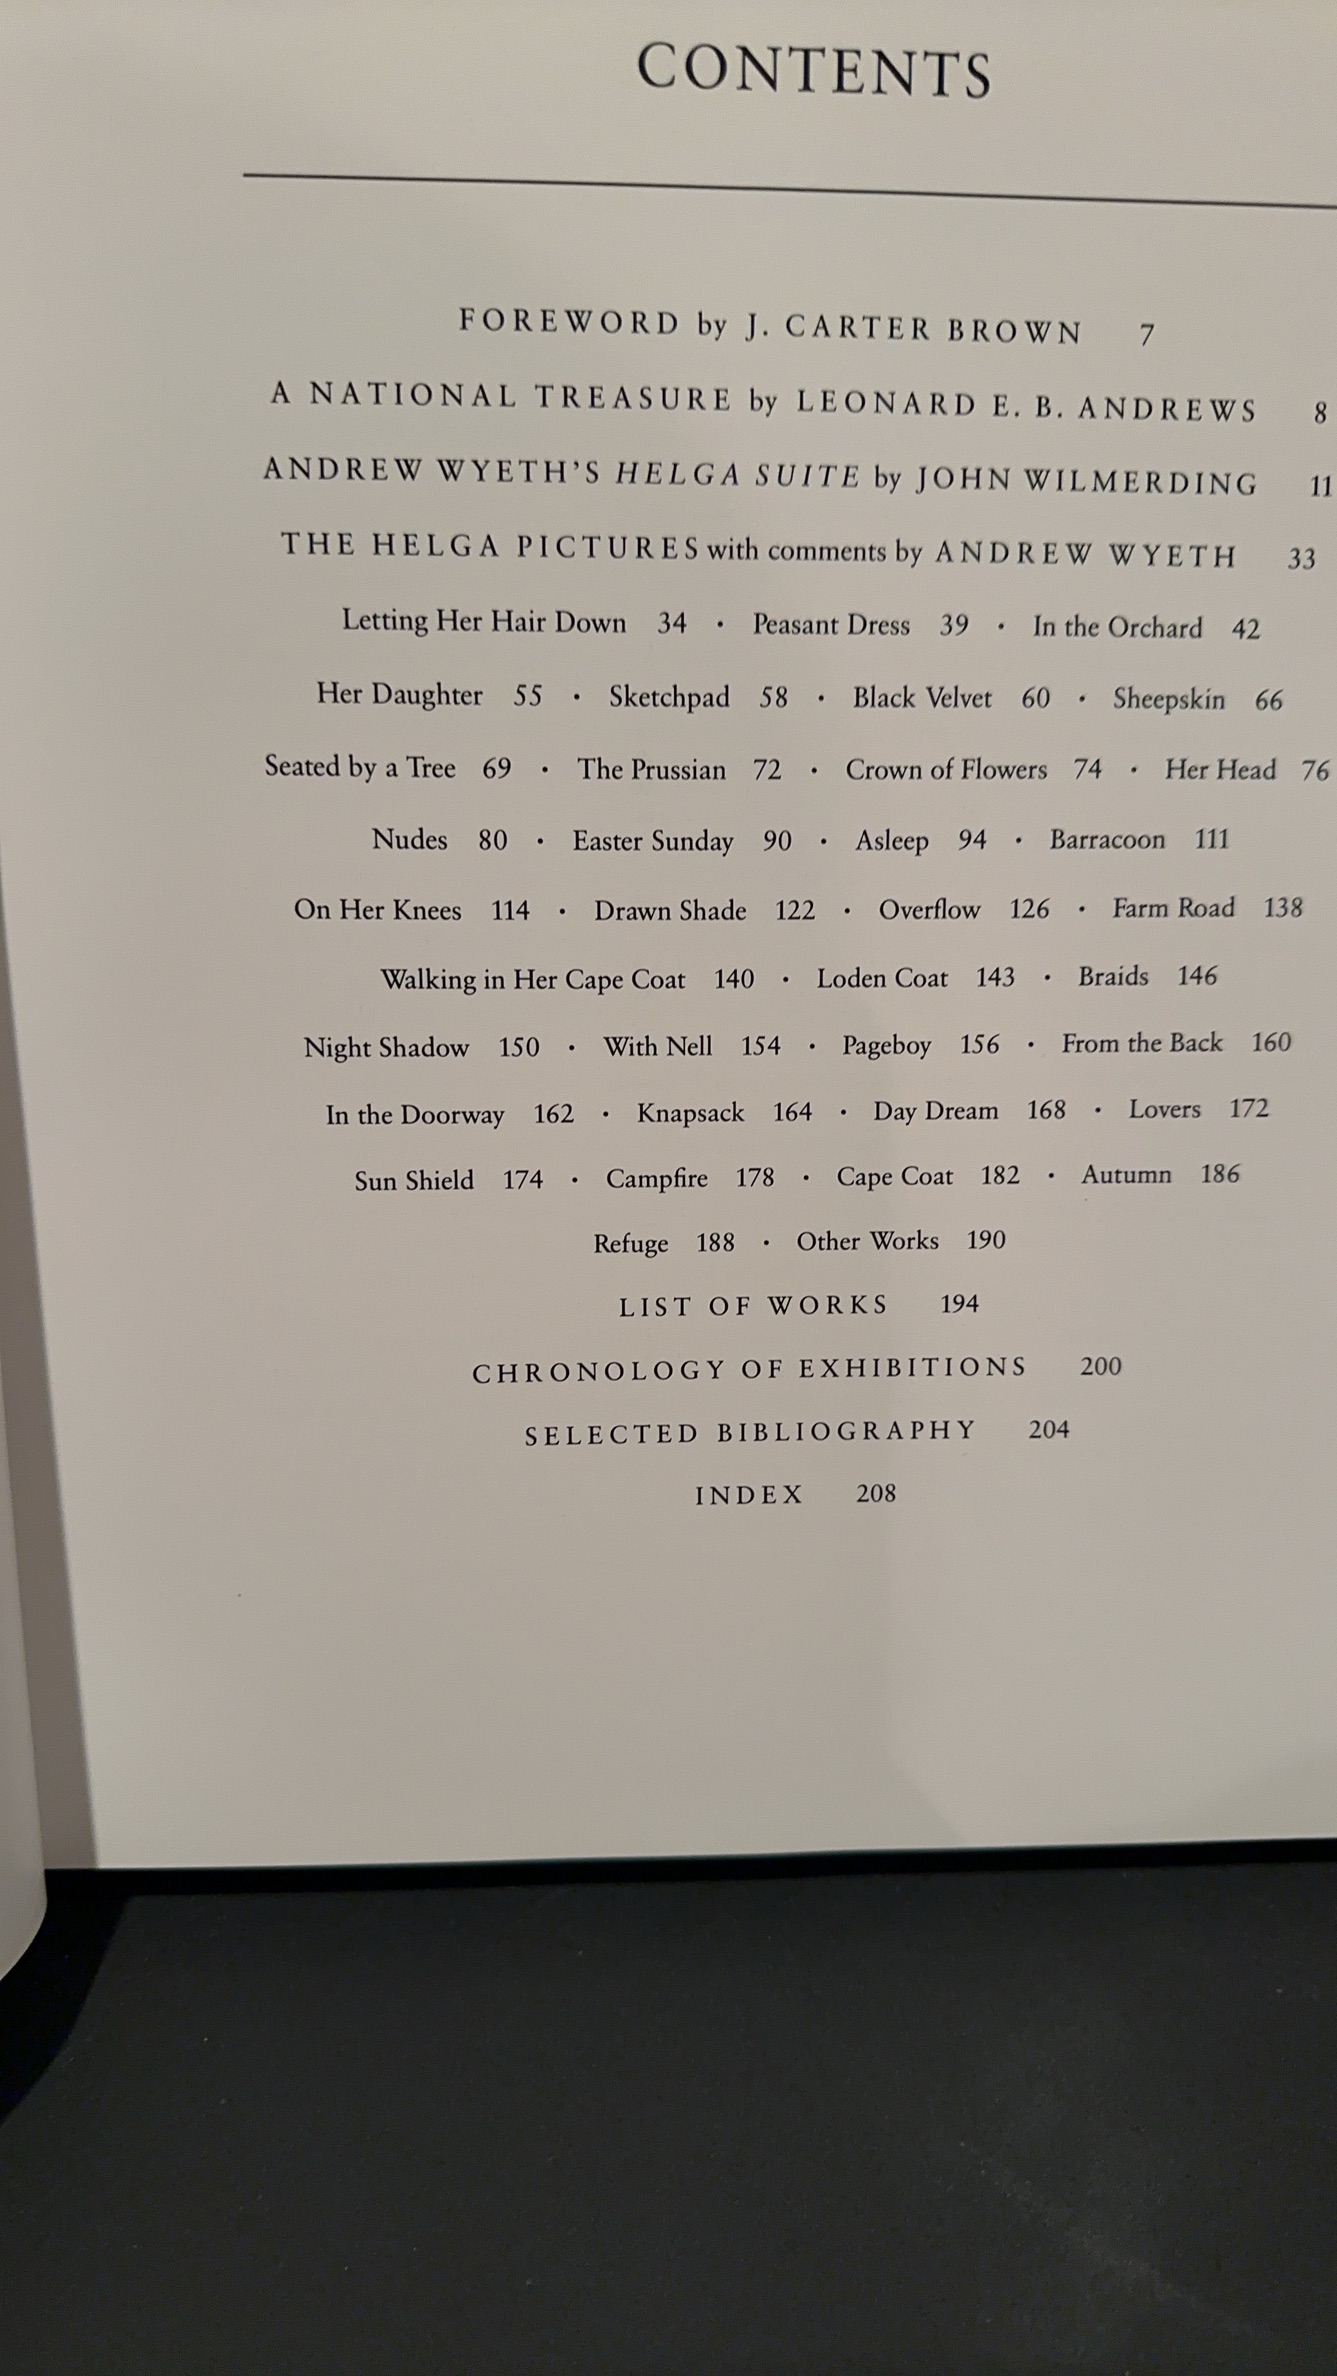 CONTENTS
FOREWORD by J. CARTER BROWN 7
A NATIONAL TREASURE by LEONARD E. B. ANDREWS 8
ANDREW WYETH'S HELGA SUITE by JOHN WILMERDING 11
THE HELGA PICTURES with comments by ANDREW WYETH 33
Letting Her Hair Down 34 · Peasant Dress 39 · In the Orchard 42
Her Daughter 55 · Sketchpad 58 · Black Velvet 60 · Sheepskin 66
Seated by a Tree 69 · The Prussian 72 · Crown of Flowers 74 · Her Head 76
Nudes 80 · Easter Sunday 90 · Asleep 94 · Barracoon 111
On Her Knees 114 · Drawn Shade 122 · Overflow 126 · Farm Road 138
Walking in Her Cape Coat 140 · Loden Coat 143 · Braids 146
Night Shadow 150 · With Nell 154 · Pageboy 156 · From the Back 160
In the Doorway 162 · Knapsack 164 · Day Dream 168 · Lovers 172
Sun Shield 174 · Campfire 178 · Cape Coat 182 · Autumn 186
Refuge 188 · Other Works 190
LIST OF WORKS 194
CHRONOLOGY OF EXHIBITIONS 200
SELECTED BIBLIOGRAPHY 204
INDEX 208